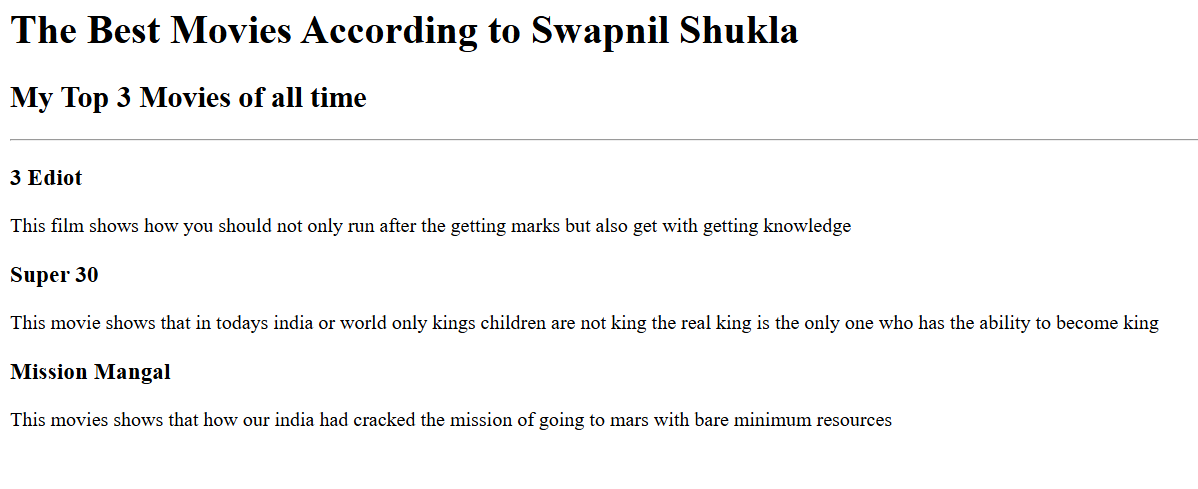 The Best Movies According to Swapnil Shukla
My Top 3 Movies of all time
3 Ediot
This film shows how you should not only run after the getting marks but also get with getting knowledge
Super 30
This movie shows that in todays india or world only kings children are not king the real king is the only one who has the ability to become king
Mission Mangal
This movies shows that how our india had cracked the mission of going to mars with bare minimum resources